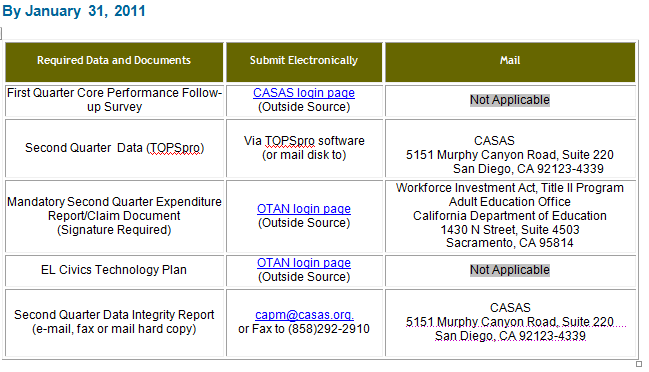 By January 31, 2011
Required Data and Documents
Submit Electronically
Mail
First Quarter Core Performance Follow-
up Survey
CASAS login page
(Outside Source)
Not Applicable
Second Quarter Data (TOPSpro)
Via TOPSpro software
(or mail disk to)
CASAS
5151 Murphy Canyon Road, Suite 220
San Diego, CA 92123-4339
Mandatory Second Quarter Expenditure
Report/Claim Document
(Signature Required)
OTAN login page
(Outside Source)
Workforce Investment Act, Title II Program
Adult Education Office
California Department of Education
1430 N Street, Suite 4503
Sacramento, CA 95814
EL Civics Technology Plan
OTAN login page
(Outside Source)
Not Applicable
Second Quarter Data Integrity Report
(e-mail, fax or mail hard copy)
capm@casas.org.
or Fax to (858)292-2910
CASAS
5151 Murphy Canyon Road, Suite 220
San Diego, CA 92123-4339